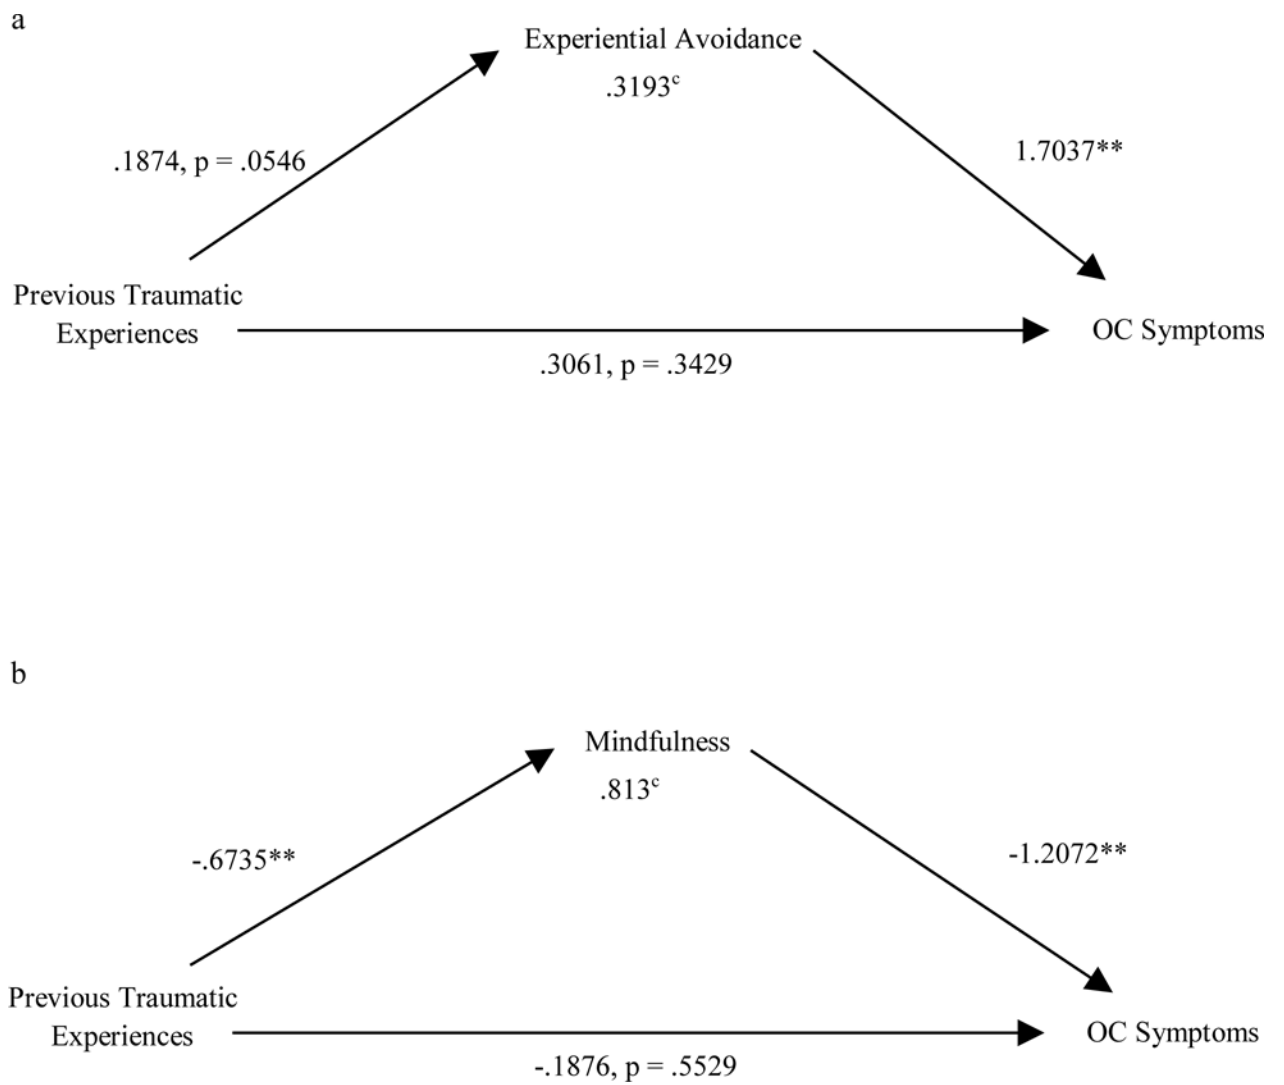 a
Experiential Avoidance
.3193ᶜ
.1874, p = .0546
1.7037**
Previous Traumatic
Experiences
OC Symptoms
.3061, p = .3429
b
Mindfulness
.813ᶜ
-.6735**
-1.2072**
Previous Traumatic
Experiences
OC Symptoms
-.1876, p = .5529